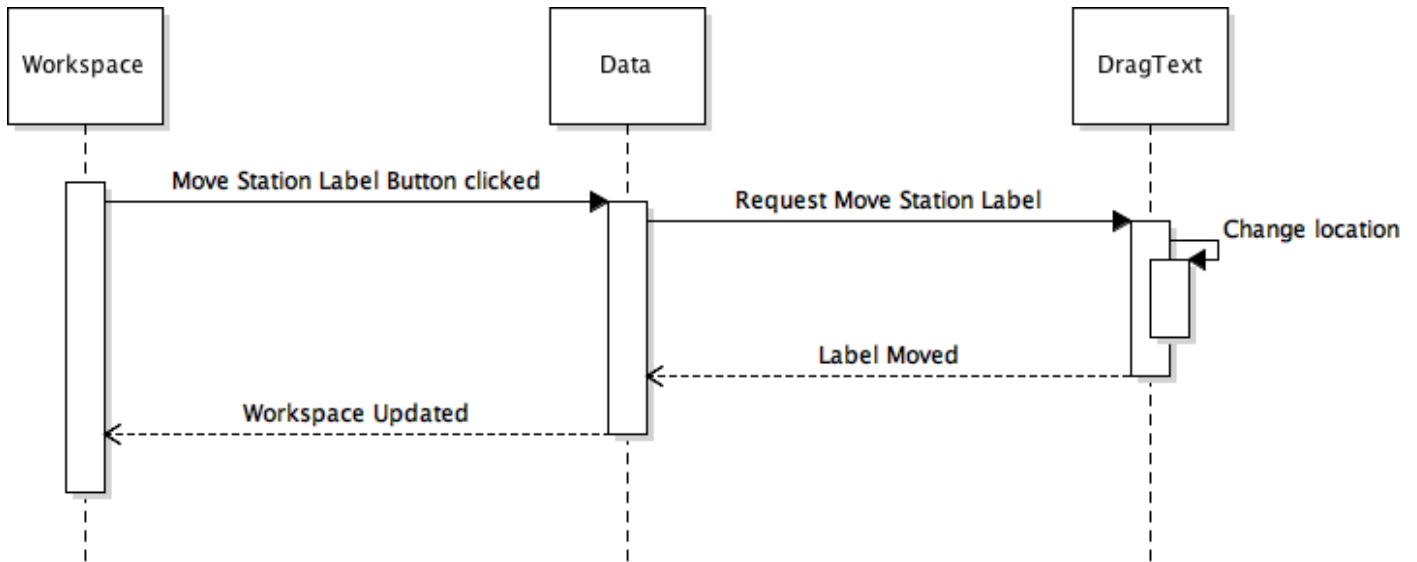 Workspace
Data
DragText
Move Station Label Button clicked
Request Move Station Label
Change location
Label Moved
Workspace Updated